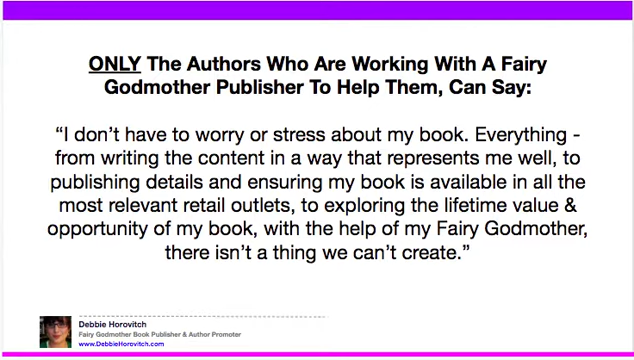 ONLY The Authors Who Are Working With A Fairy
Godmother Publisher To Help Them, Can Say:
“I don’t have to worry or stress about my book. Everything -
from writing the content in a way that represents me well, to
publishing details and ensuring my book is available in all the
most relevant retail outlets, to exploring the lifetime value &
opportunity of my book, with the help of my Fairy Godmother,
there isn’t a thing we can’t create.”
Debbie Horovitch
Fairy Godmother Book Publisher & Author Promoter
www.DebbieHorovitch.com